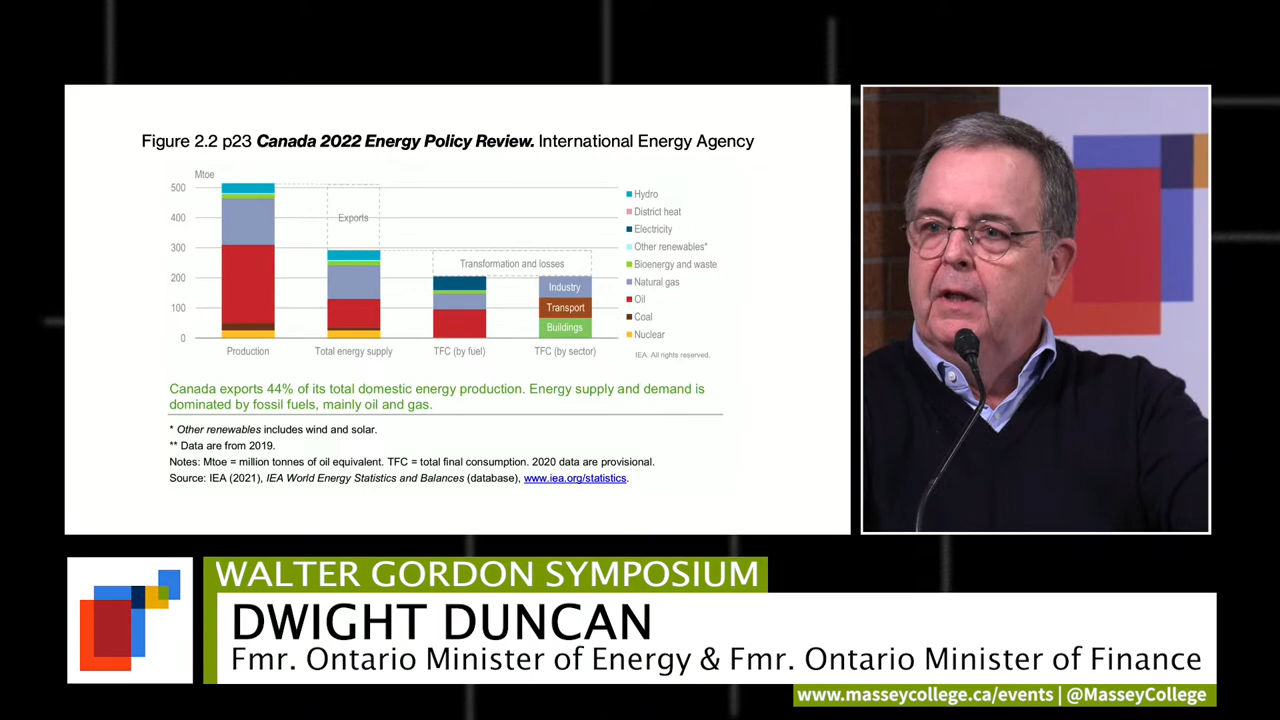 Figure 2.2 p23 Canada 2022 Energy Policy Review. International Energy Agency
Mtoe
500
400
300
200
100
0
Exports
Transformation and losses
Industry
Transport
Buildings
Production
Total energy supply
TFC (by fuel)
TFC (by sector)
Hydro
District heat
Electricity
Other renewables*
Bioenergy and waste
Natural gas
Oil
Coal
Nuclear
IEA. All rights reserved.
Canada exports 44% of its total domestic energy production. Energy supply and demand is
dominated by fossil fuels, mainly oil and gas.
* Other renewables includes wind and solar.
** Data are from 2019.
Notes: Mtoe = million tonnes of oil equivalent. TFC = total final consumption. 2020 data are provisional.
Source: IEA (2021), IEA World Energy Statistics and Balances (database), www.iea.org/statistics.
WALTER GORDON SYMPOSIUM
DWIGHT DUNCAN
Fmr. Ontario Minister of Energy & Fmr. Ontario Minister of Finance
www.masseycollege.ca/events | @MasseyCollege